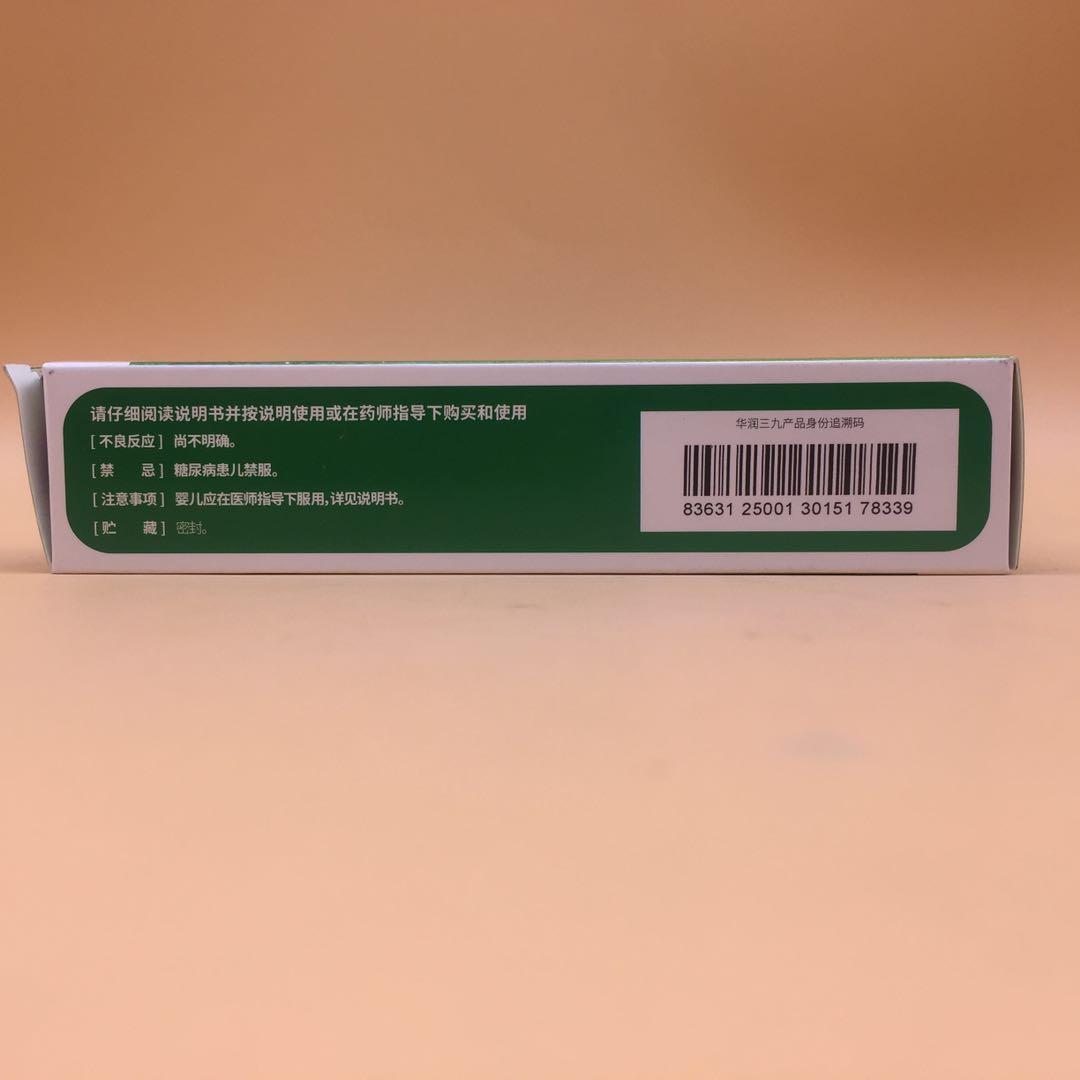 请仔细阅读说明书并按说明使用或在药师指导下购买和使用
[不良反应] 尚不明确。
[禁 忌] 糖尿病患儿禁服。
[注意事项] 婴儿应在医师指导下服用,详见说明书。
[贮 藏] 密封。
华润三九产品身份追溯码
83631 25001 30151 78339